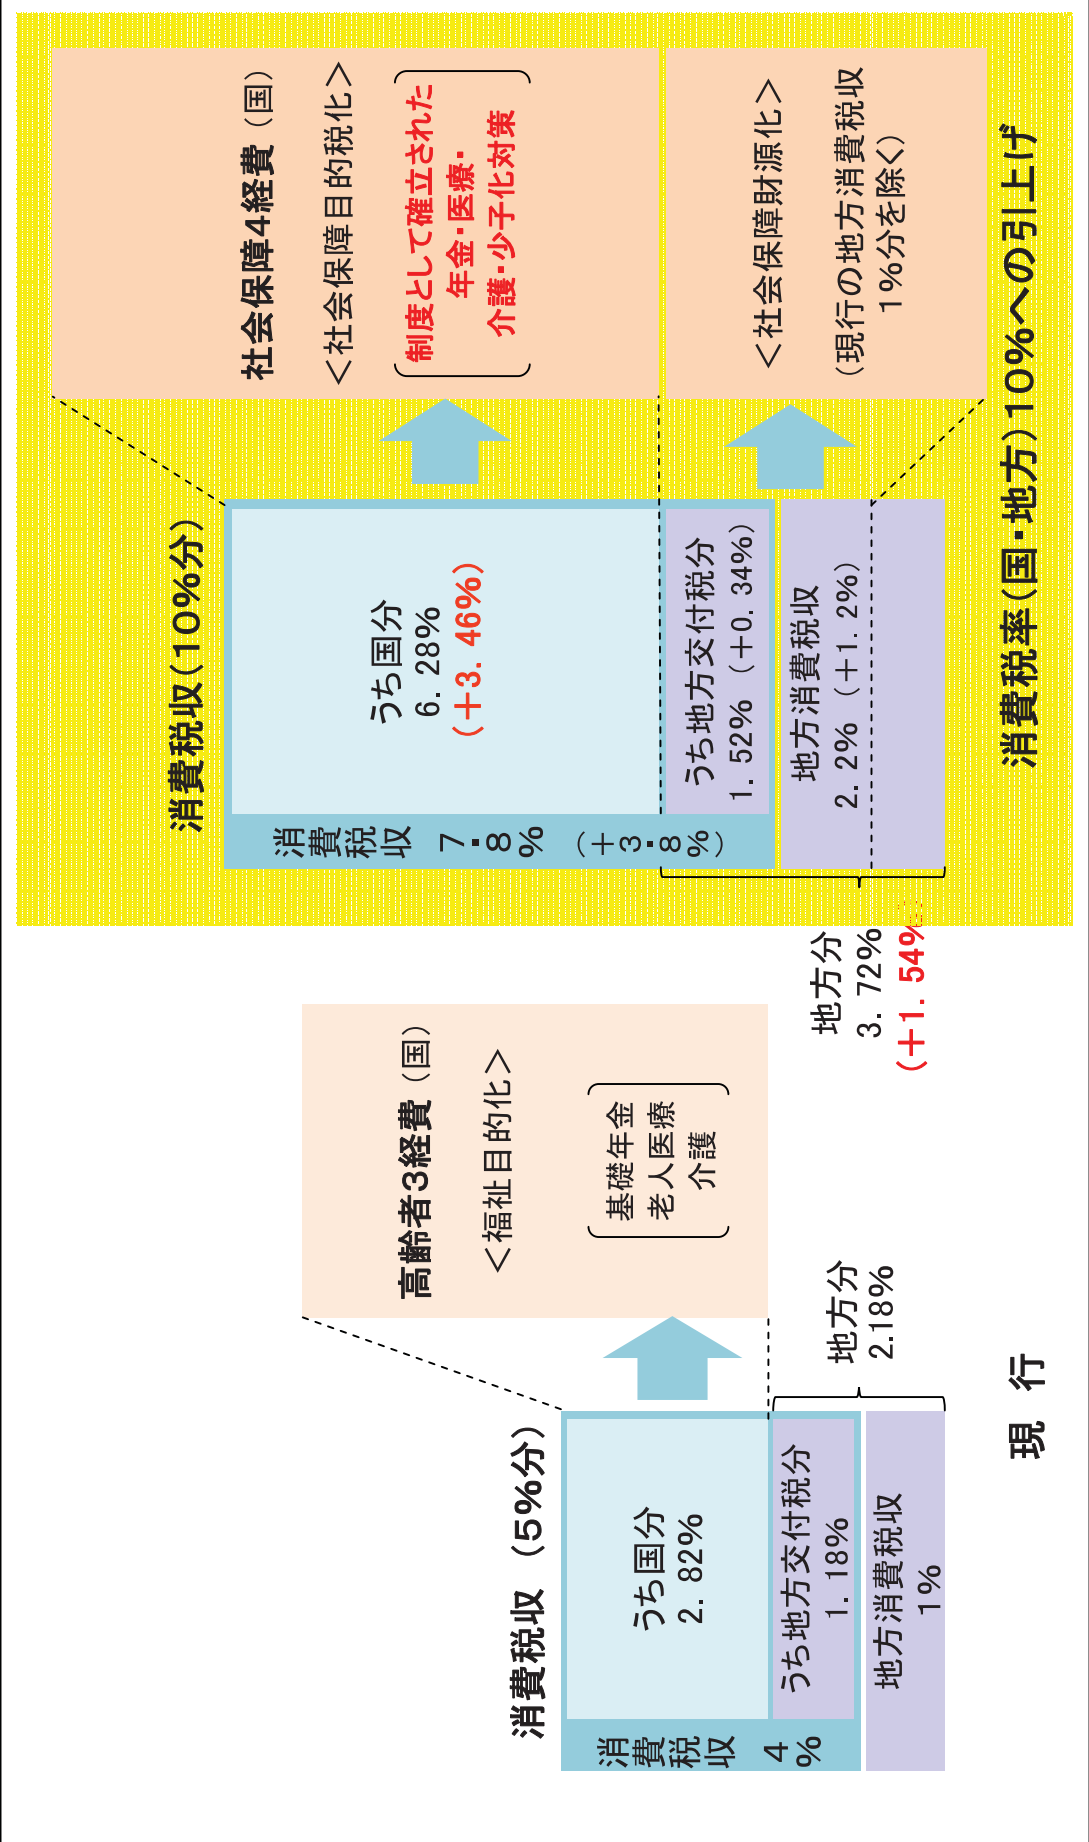 消費税収 (5%分)
消費税収 4%
うち国分
2. 82%
うち地方交付税分
1. 18%
地方消費税収
1%
地方分
2.18%
高齢者3経費(国)
<福祉目的化>
基礎年金
老人医療
介護
現 行
消費税収(10%分)
消費税収 7・8% (+3・8%)
うち国分
6. 28%
(+3. 46%)
うち地方交付税分
1. 52% (+0. 34%)
地方消費税収
2. 2% (+1. 2%)
地方分
3. 72%
(+1. 54%)
社会保障4経費(国)
<社会保障目的税化>
制度として確立された
年金・医療・
介護・少子化対策
<社会保障財源化>
(現行の地方消費税収
1%分を除く)
消費税率(国・地方)10%への引上げ